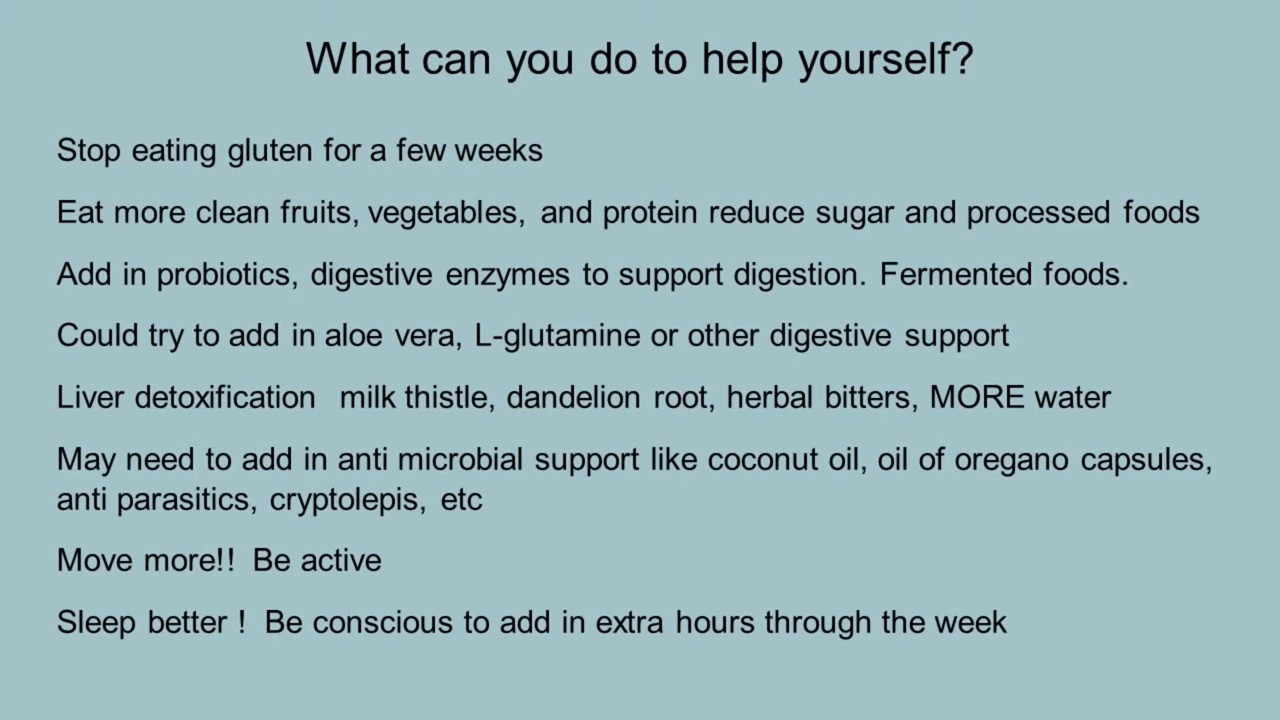 What can you do to help yourself?
Stop eating gluten for a few weeks
Eat more clean fruits, vegetables, and protein reduce sugar and processed foods
Add in probiotics, digestive enzymes to support digestion. Fermented foods.
Could try to add in aloe vera, L-glutamine or other digestive support
Liver detoxification milk thistle, dandelion root, herbal bitters, MORE water
May need to add in anti microbial support like coconut oil, oil of oregano capsules,
anti parasitics, cryptolepis, etc
Move more!! Be active
Sleep better ! Be conscious to add in extra hours through the week